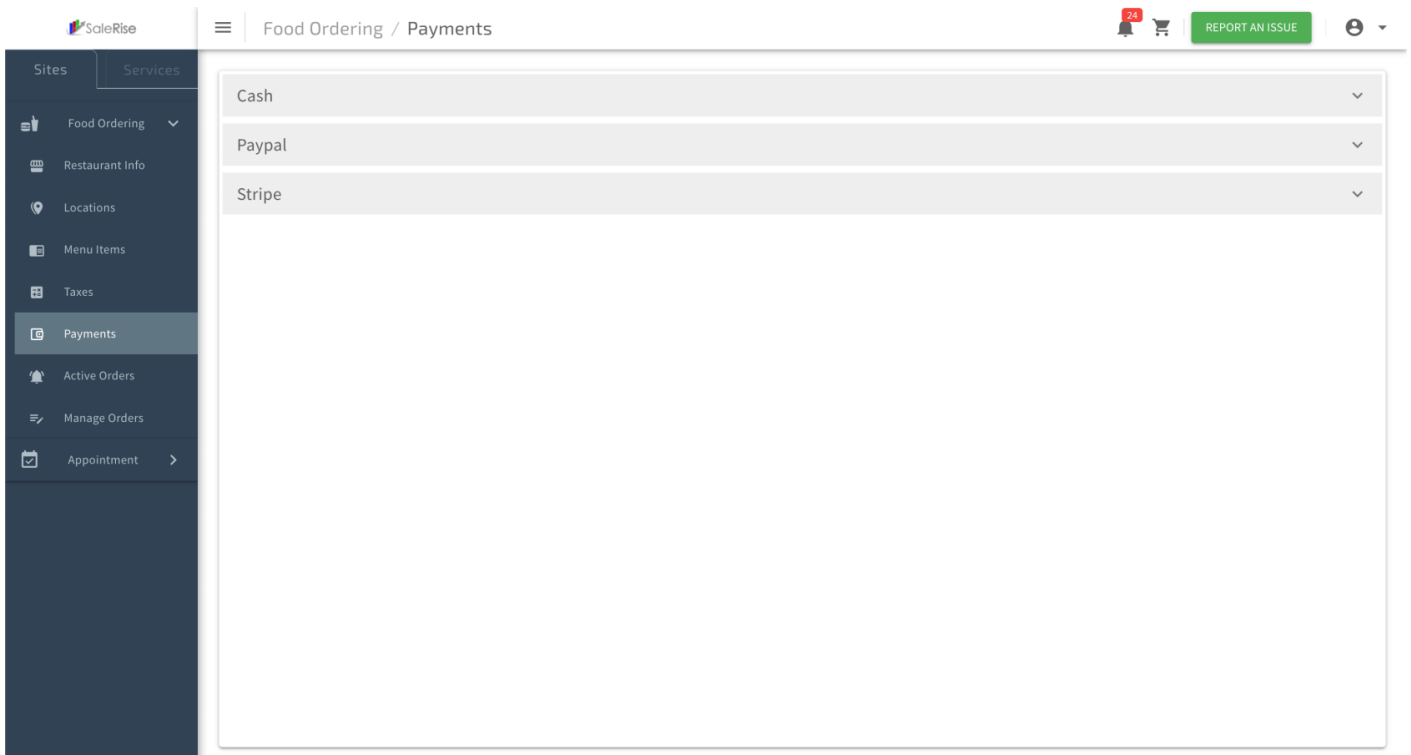 SaleRise
Food Ordering / Payments
24
REPORT AN ISSUE
Sites
Services
Food Ordering
Restaurant Info
Locations
Menu Items
Taxes
Payments
Active Orders
Manage Orders
Appointment
Cash
Paypal
Stripe